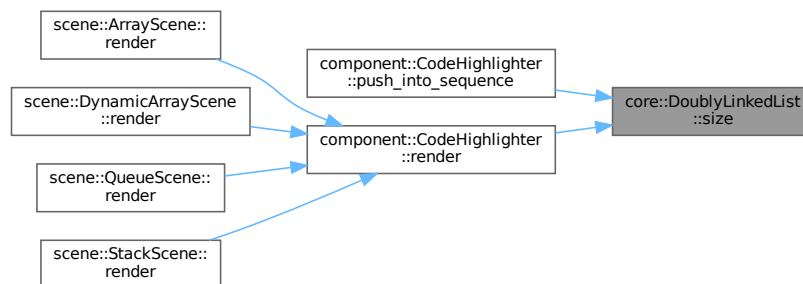 scene::ArrayScene::
render
scene::DynamicArrayScene
::render
scene::QueueScene::
render
scene::StackScene::
render
component::CodeHighlighter
::push_into_sequence
component::CodeHighlighter
::render
core::DoublyLinkedList
::size